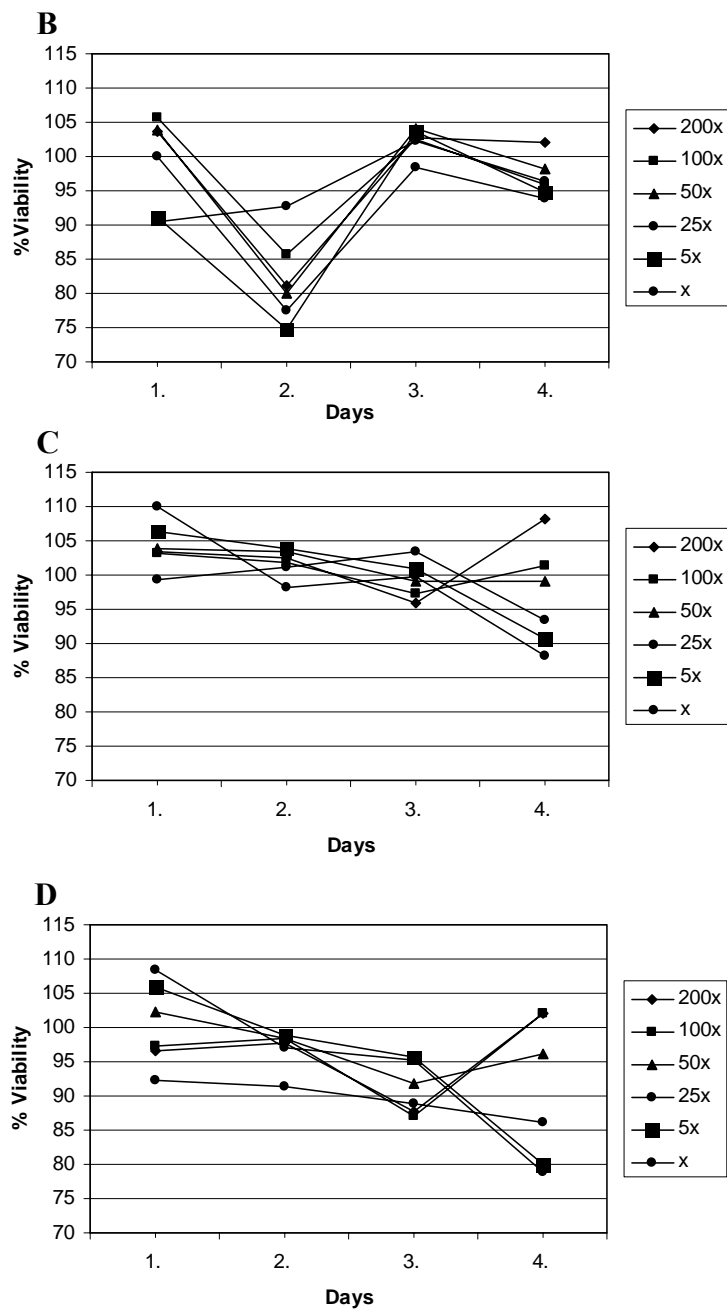 B
115
110
105
100
95
90
85
80
75
70
%Viability
1. 2. 3. 4.
Days
200x
100x
50x
25x
5x
x
C
115
110
105
100
95
90
85
80
75
70
% Viability
1. 2. 3. 4.
Days
200x
100x
50x
25x
5x
x
D
115
110
105
100
95
90
85
80
75
70
% Viability
1. 2. 3. 4.
Days
200x
100x
50x
25x
5x
x